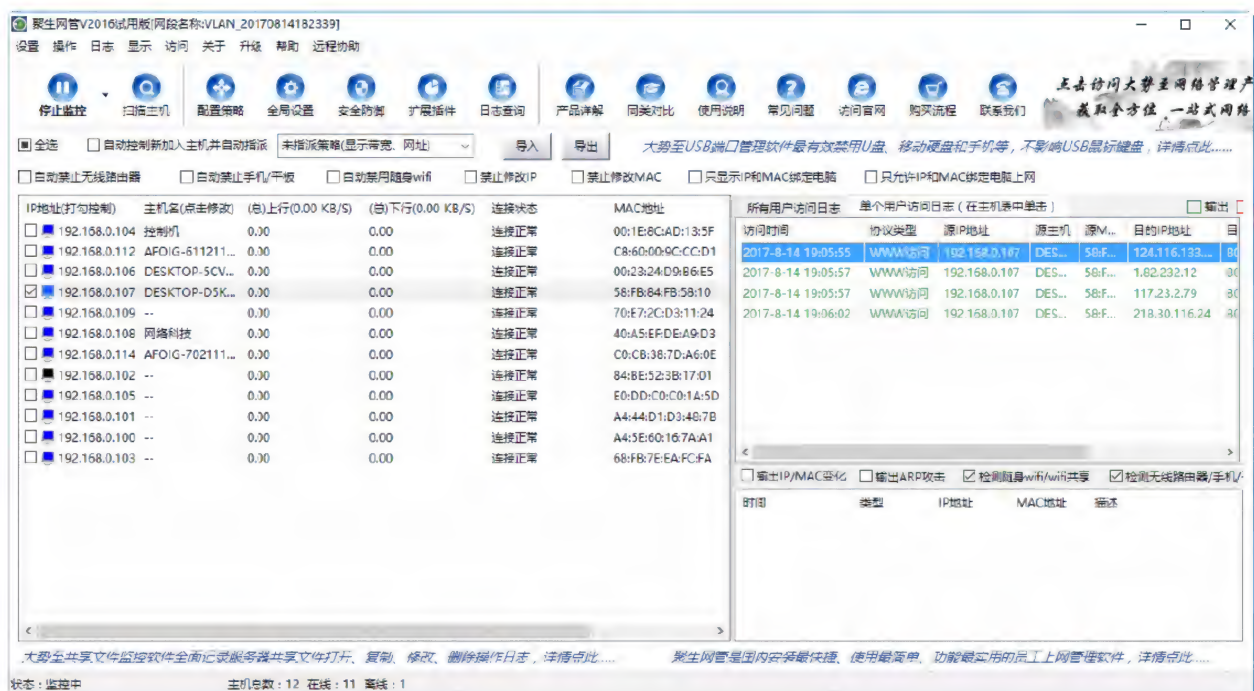 聚生网管V2016试用版[网段名称:VLAN_20170814182339]
设置 操作 日志 显示 访问 关于 升级 帮助 远程协助
停止监控 扫描主机 配置策略 全局设置 安全防御 扩展插件 日志查询 产品详解 同类对比 使用说明 常见问题 访问官网 购买流程 联系我们
点击访问大势至网络管理产
获取全方位、一站式网络
全选 自动控制新加入主机并自动指派 未指派策略(显示带宽、网址) 导入 导出 大势至USB端口管理软件最有效禁用U盘、移动硬盘和手机等，不影响USB鼠标键盘，详情点此......
自动禁止无线路由器 自动禁止手机/平板 自动禁用随身wifi 禁止修改IP 禁止修改MAC 只显示IP和MAC绑定电脑 只允许IP和MAC绑定电脑上网
IP地址(打勾控制) 主机名(点击修改) (总)上行(0.00 KB/S) (总)下行(0.00 KB/S) 连接状态 MAC地址
192.168.0.104 控制机 0.00 0.00 连接正常 00:1E:8C:AD:13:5F
192.168.0.112 AFOIG-611211... 0.00 0.00 连接正常 C8:60:00:9C:CC:D1
192.168.0.106 DESKTOP-5CV... 0.00 0.00 连接正常 00:23:24:D9:B6:E5
192.168.0.107 DESKTOP-D5K... 0.00 0.00 连接正常 58:FB:84:FB:58:10
192.168.0.109 -- 0.00 0.00 连接正常 70:E7:2C:D3:11:24
192.168.0.108 网络科技 0.00 0.00 连接正常 40:A5:EF:DE:A9:D3
192.168.0.114 AFOIG-702111... 0.00 0.00 连接正常 C0:CB:38:7D:A6:0E
192.168.0.102 -- 0.00 0.00 连接正常 84:BE:52:3B:17:01
192.168.0.105 -- 0.00 0.00 连接正常 E0:DD:C0:C0:1A:5D
192.168.0.101 -- 0.00 0.00 连接正常 A4:44:D1:D3:48:7B
192.168.0.100 -- 0.00 0.00 连接正常 A4:5E:60:16:7A:A1
192.168.0.103 -- 0.00 0.00 连接正常 68:FB:7E:EA:FC:FA
所有用户访问日志 单个用户访问日志（在主机表中单击） 输出
访问时间 协议类型 源IP地址 源主机 源M... 目的IP地址 目
2017-8-14 19:05:55 WWW访问 192.168.0.107 DES... 58:F... 124.116.133.... 80
2017-8-14 19:05:57 WWW访问 192.168.0.107 DES... 58:F... 1.82.232.12 80
2017-8-14 19:05:57 WWW访问 192.168.0.107 DES... 58:F... 117.23.2.79 80
2017-8-14 19:06:02 WWW访问 192.168.0.107 DES... 58:F... 218.30.116.24 80
输出IP/MAC变化 输出ARP攻击 检测随身wifi/wifi共享 检测无线路由器/手机/
时间 类型 IP地址 MAC地址 描述
大势至共享文件监控软件全面记录服务器共享文件打开、复制、修改、删除操作日志，详情点此..... 聚生网管是国内安装最快捷、使用最简单、功能最实用的员工上网管理软件，详情点此......
状态：监控中 主机总数：12 在线：11 离线：1